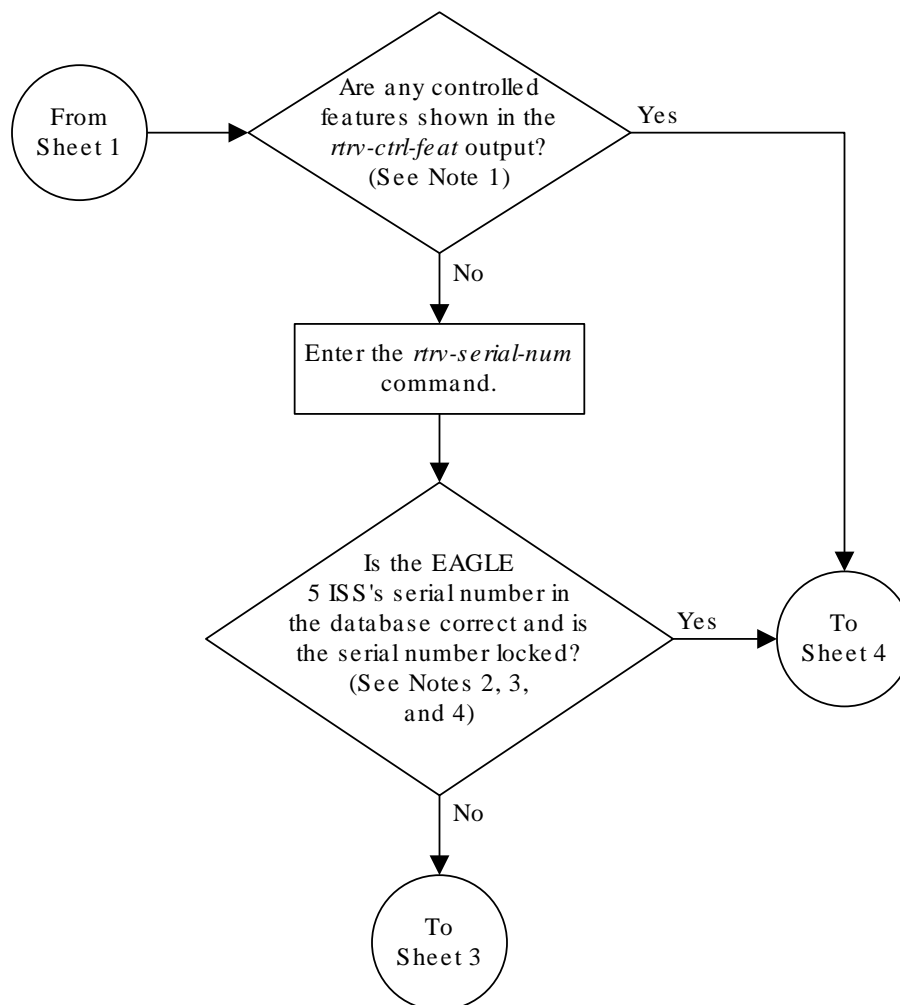 From
Sheet 1
Are any controlled
features shown in the
rtrv-ctrl-feat output?
(See Note 1)
Yes
No
Enter the rtrv-serial-num
command.
Is the EAGLE
5 ISS's serial number in
the database correct and is
the serial number locked?
(See Notes 2, 3,
and 4)
Yes
To
Sheet 4
No
To
Sheet 3